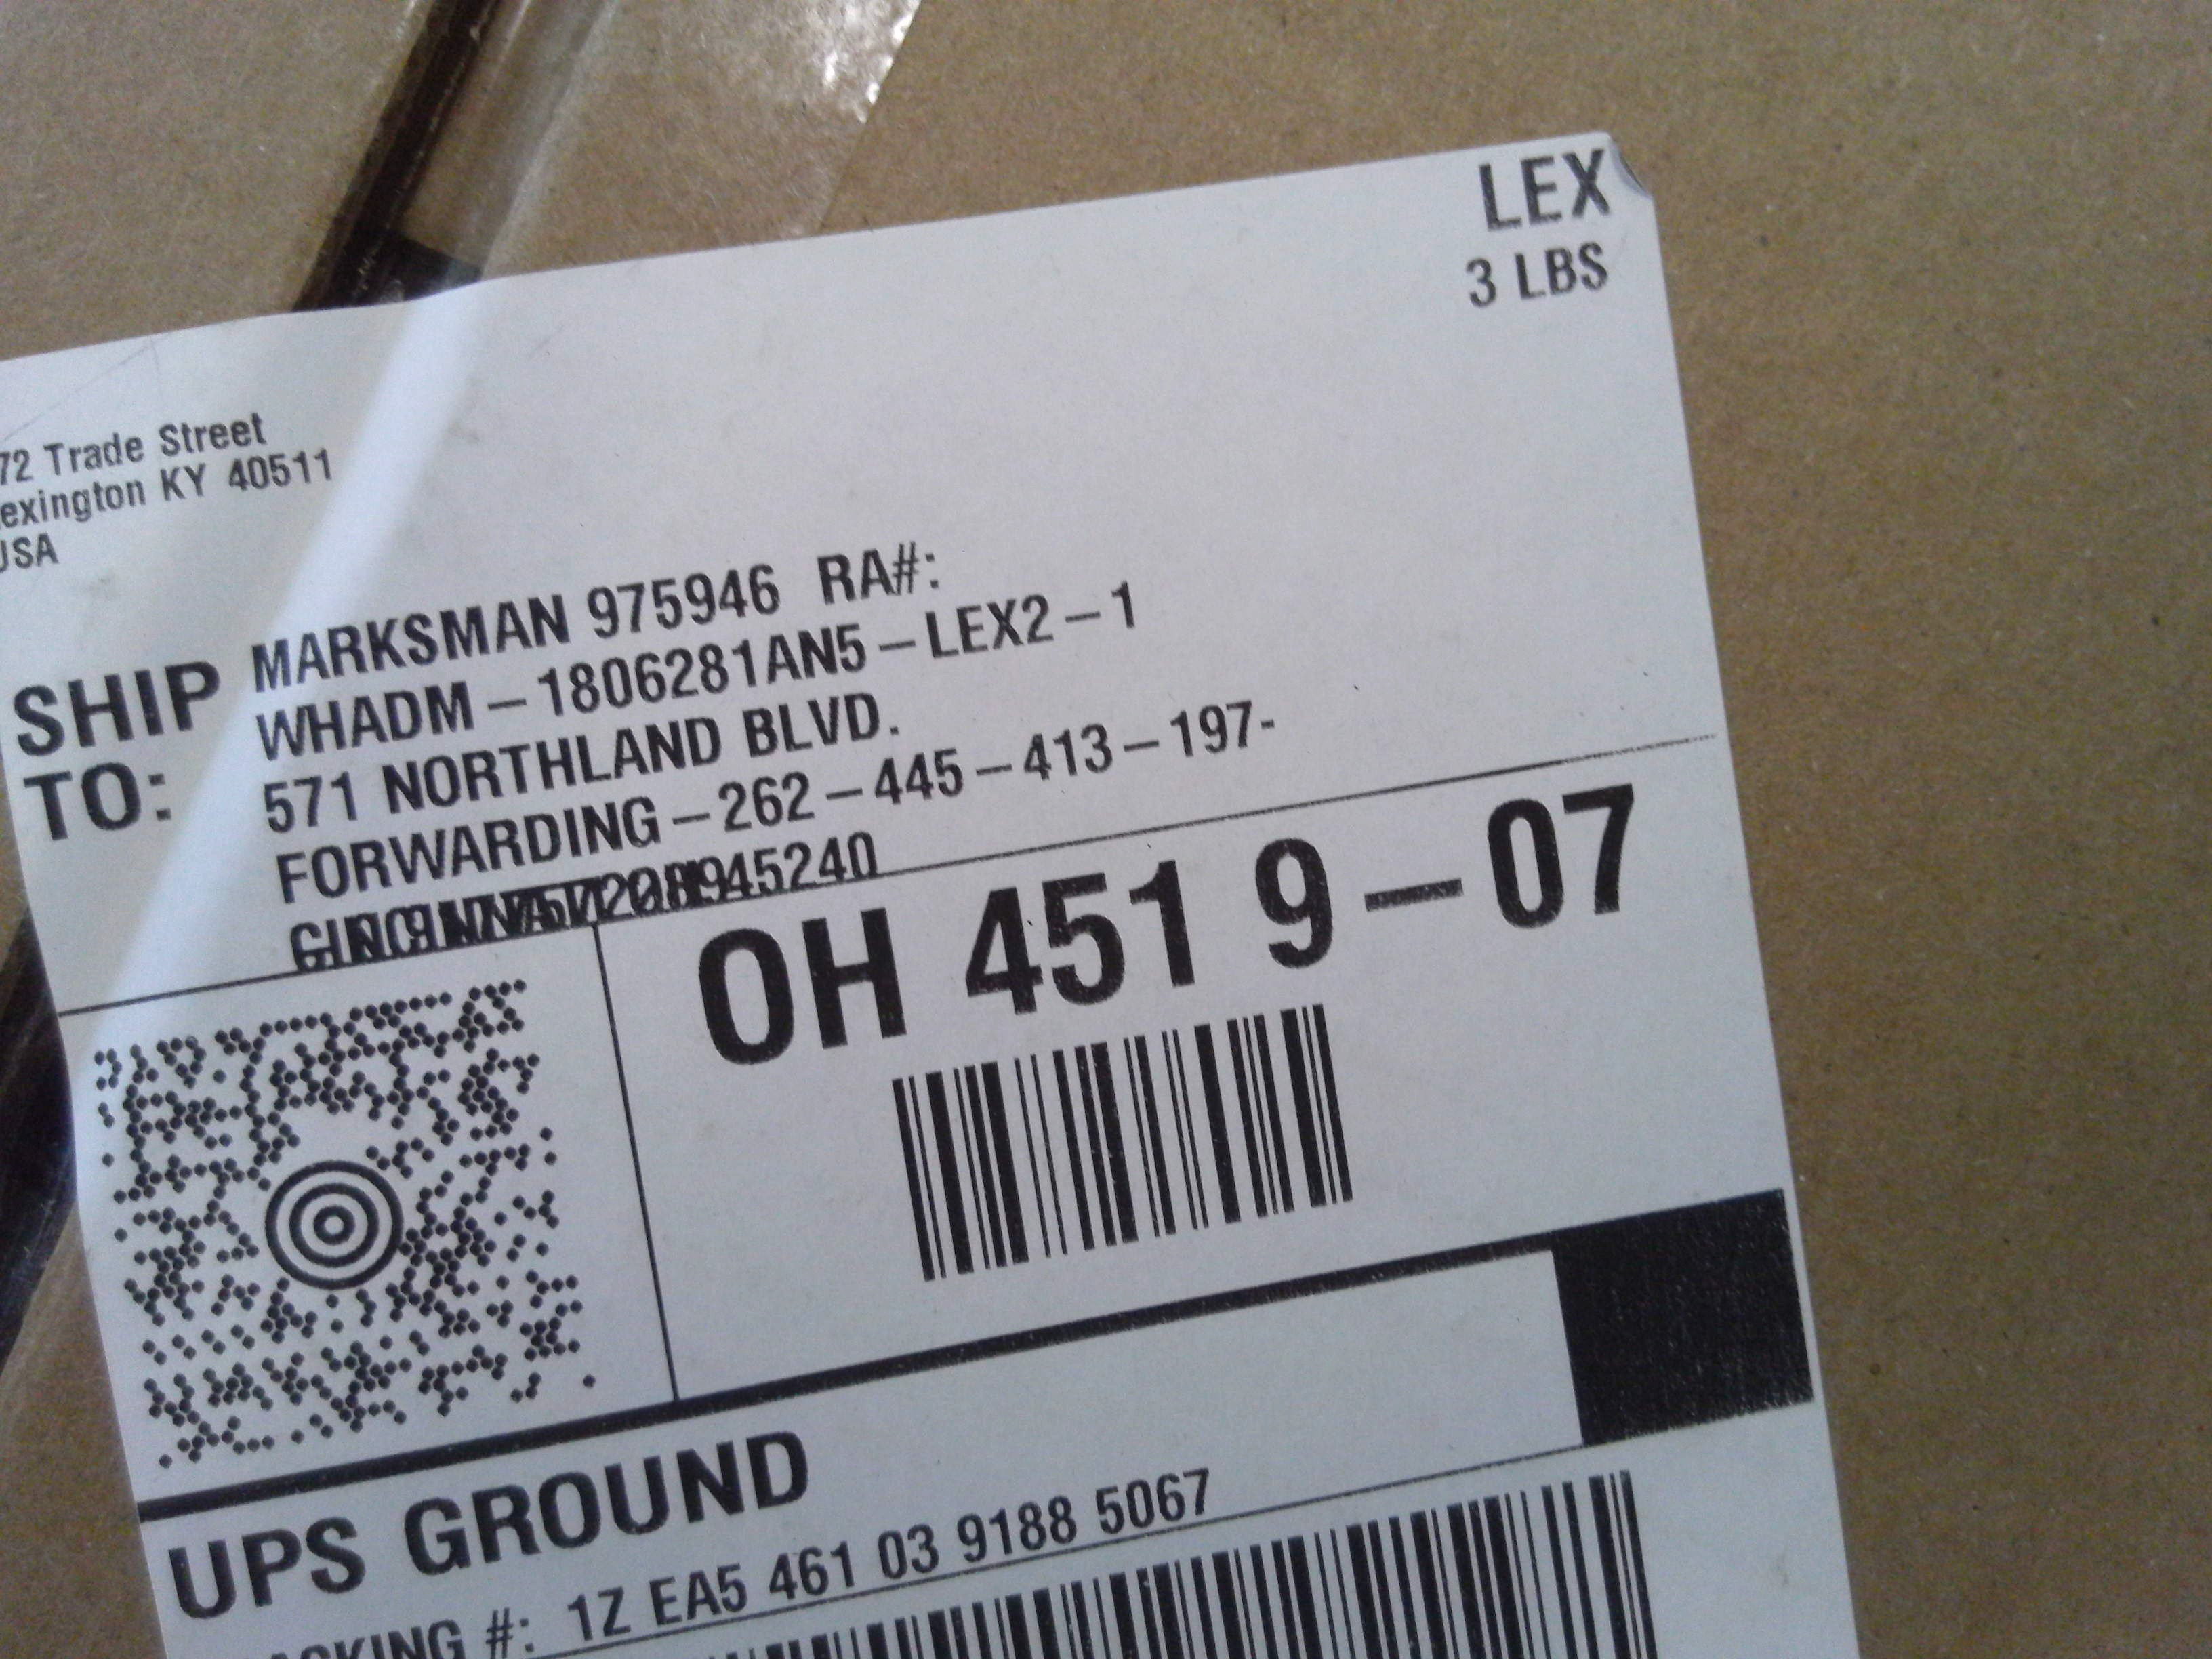 LEX
3 LBS
72 Trade Street
exington KY 40511
USA
SHIP TO:
MARKSMAN 975946 RA#:
WHADM-1806281AN5-LEX2-1
571 NORTHLAND BLVD.
FORWARDING-262-445-413-197-
45240
OH 451 9-07
UPS GROUND
ACKING #: 1Z EA5 461 03 9188 5067